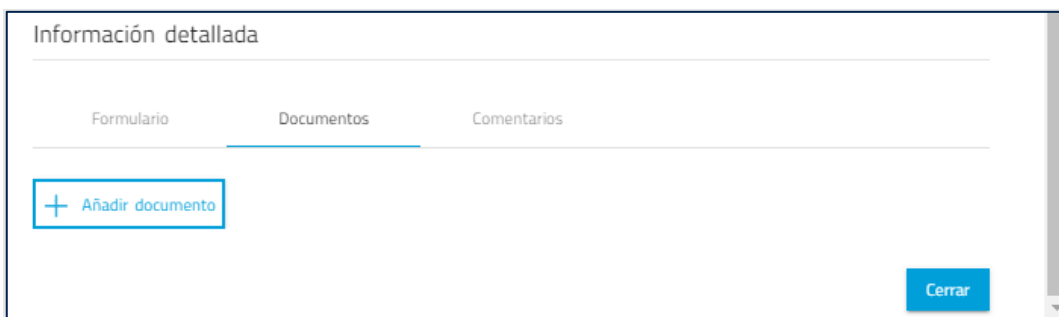 Información detallada
Formulario Documentos Comentarios
Añadir documento
Cerrar